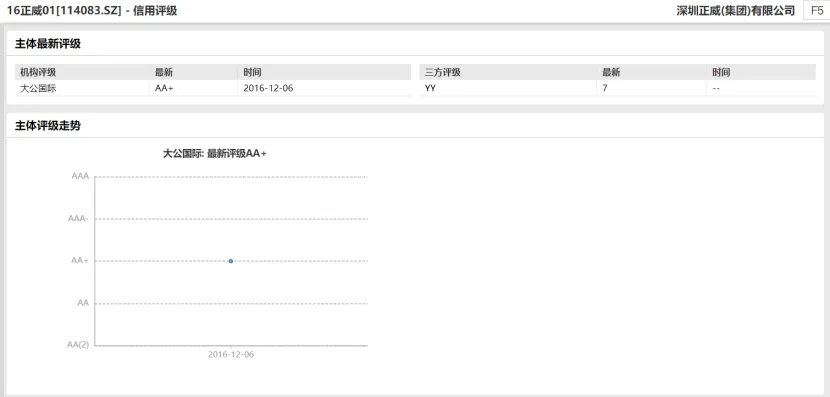 16正威01[114083.SZ] - 信用评级 深圳正威(集团)有限公司 F5
主体最新评级
机构评级 最新 时间 三方评级 最新 时间
大公国际 AA+ 2016-12-06 YY 7 --
主体评级走势
大公国际: 最新评级AA+
AAA
AAA-
AA+
AA
AA(2)
2016-12-06